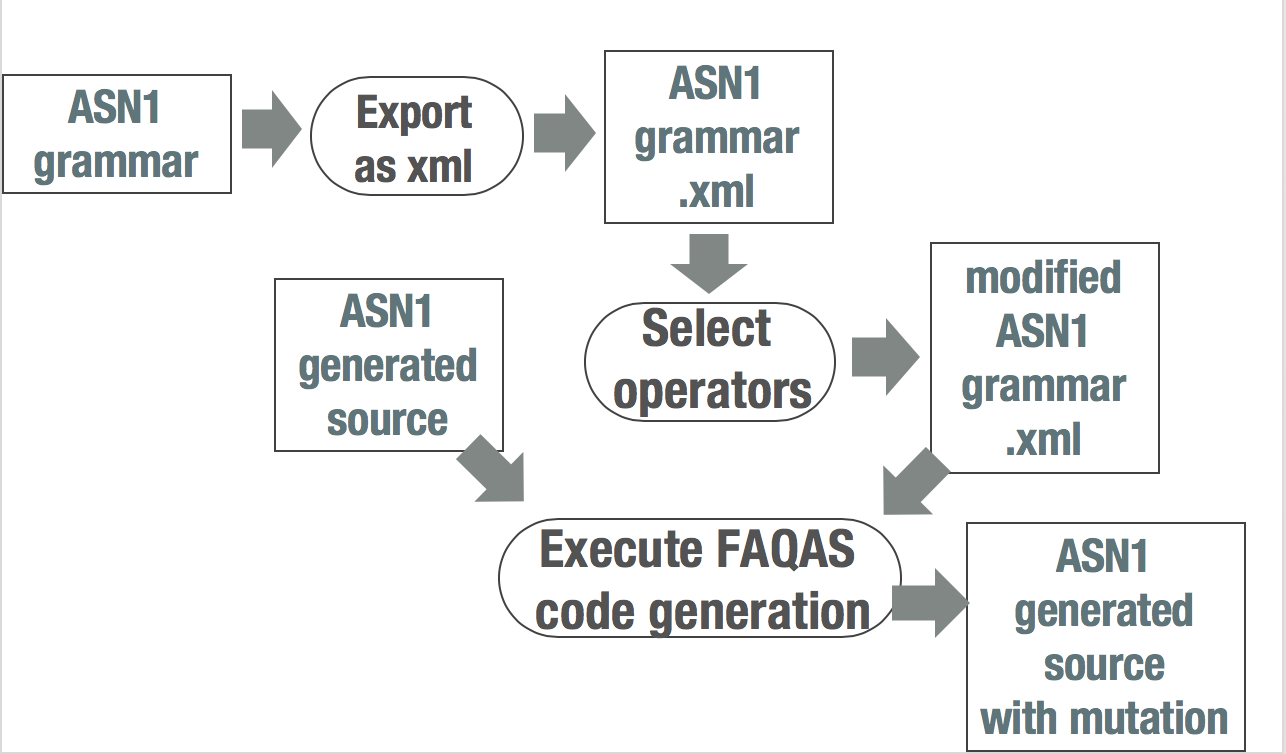 ASN1
grammar
Export
as xml
ASN1
grammar
.xml
ASN1
generated
source
Select
operators
modified
ASN1
grammar
.xml
Execute FAQAS
code generation
ASN1
generated
source
with mutation